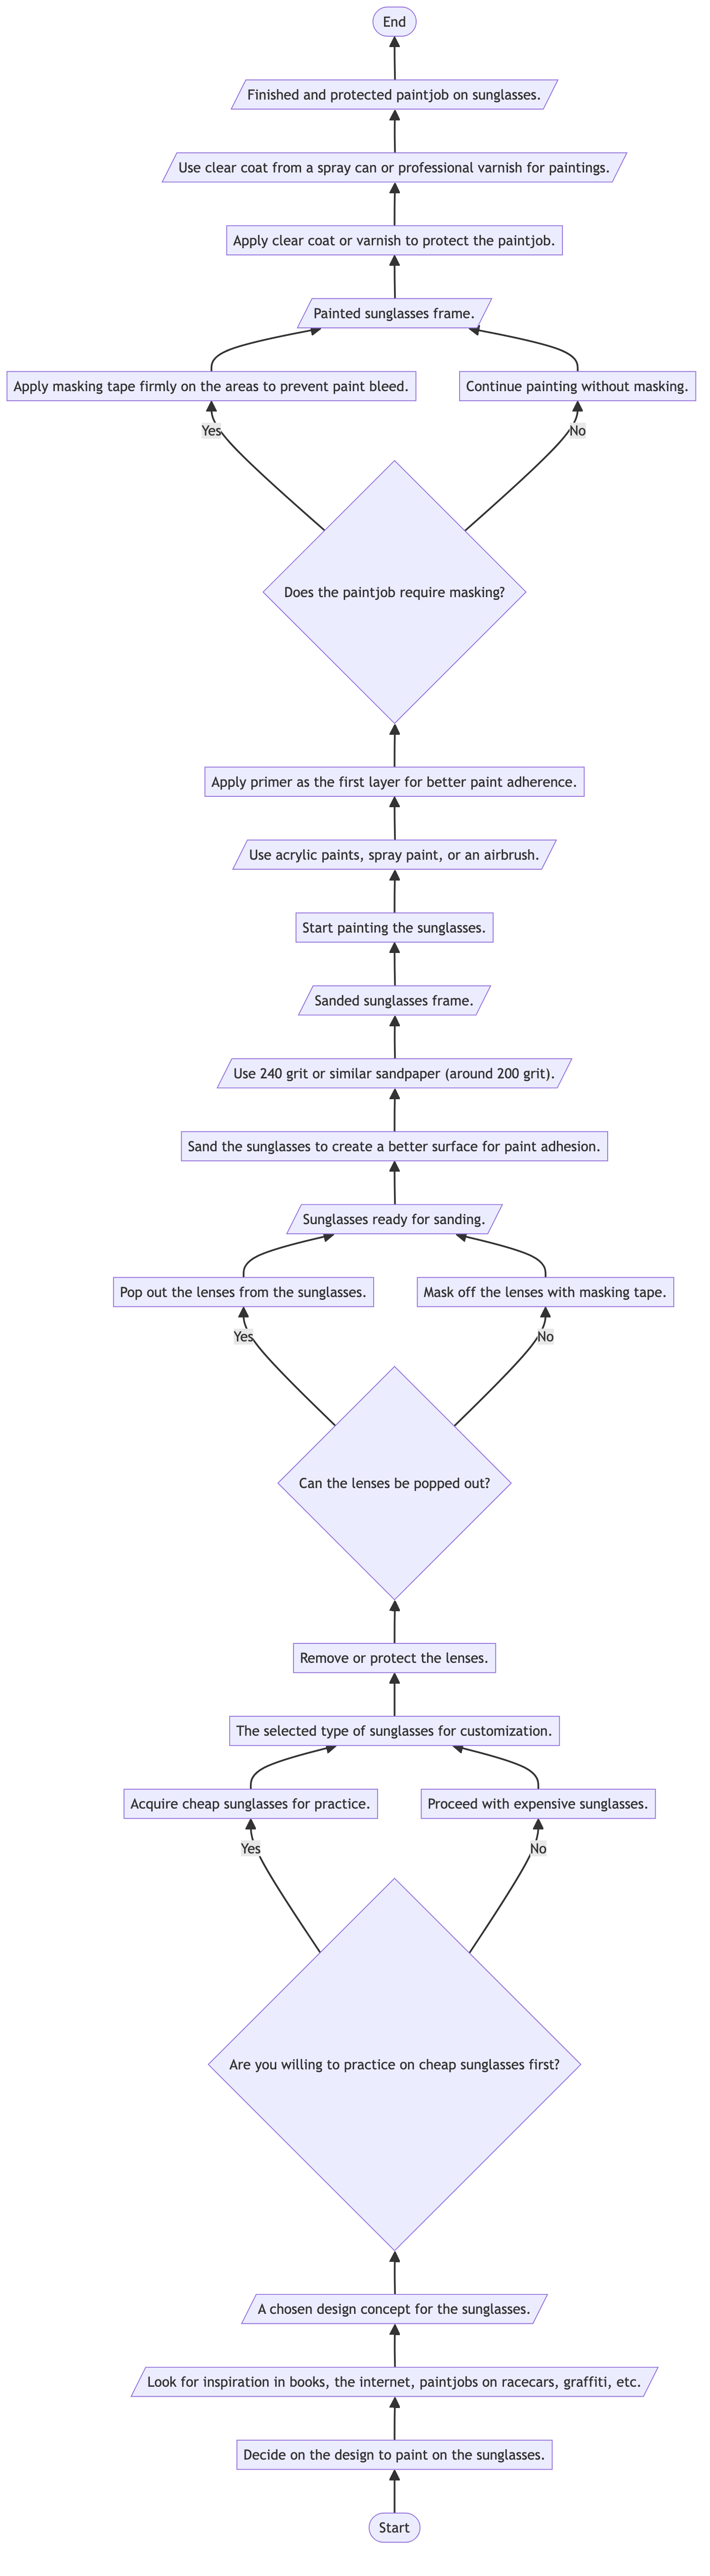 End
Finished and protected paintjob on sunglasses.
Use clear coat from a spray can or professional varnish for paintings.
Apply clear coat or varnish to protect the paintjob.
Painted sunglasses frame.
Apply masking tape firmly on the areas to prevent paint bleed.
Continue painting without masking.
Yes
No
Does the paintjob require masking?
Apply primer as the first layer for better paint adherence.
Use acrylic paints, spray paint, or an airbrush.
Start painting the sunglasses.
Sanded sunglasses frame.
Use 240 grit or similar sandpaper (around 200 grit).
Sand the sunglasses to create a better surface for paint adhesion.
Sunglasses ready for sanding.
Pop out the lenses from the sunglasses.
Mask off the lenses with masking tape.
Yes
No
Can the lenses be popped out?
Remove or protect the lenses.
The selected type of sunglasses for customization.
Acquire cheap sunglasses for practice.
Proceed with expensive sunglasses.
Yes
No
Are you willing to practice on cheap sunglasses first?
A chosen design concept for the sunglasses.
Look for inspiration in books, the internet, paintjobs on racecars, graffiti, etc.
Decide on the design to paint on the sunglasses.
Start